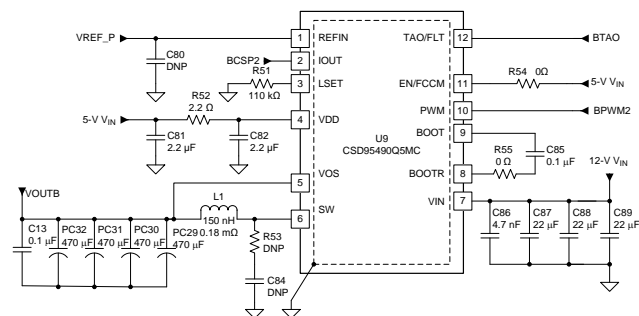 VREF_P
1
REFIN
TAO/FLT
12
BTAO
C80
DNP
BCSP2
2
IOUT
R51
110 kΩ
3
LSET
EN/FCCM
11
R54 0Ω
5-V VIN
5-V VIN
R52
2.2 Ω
4
VDD
PWM
10
BPWM2
C81
2.2 µF
C82
2.2 µF
U9
CSD95490Q5MC
BOOT
9
C85
0.1 µF
R55
0 Ω
BOOTR
8
12-V VIN
VOUTB
5
VOS
VIN
7
L1
150 nH
0.18 mΩ
6
SW
C13
0.1 µF
PC32
470 µF
PC31
470 µF
PC30
470 µF
PC29
470 µF
R53
DNP
C84
DNP
C86
4.7 nF
C87
22 µF
C88
22 µF
C89
22 µF